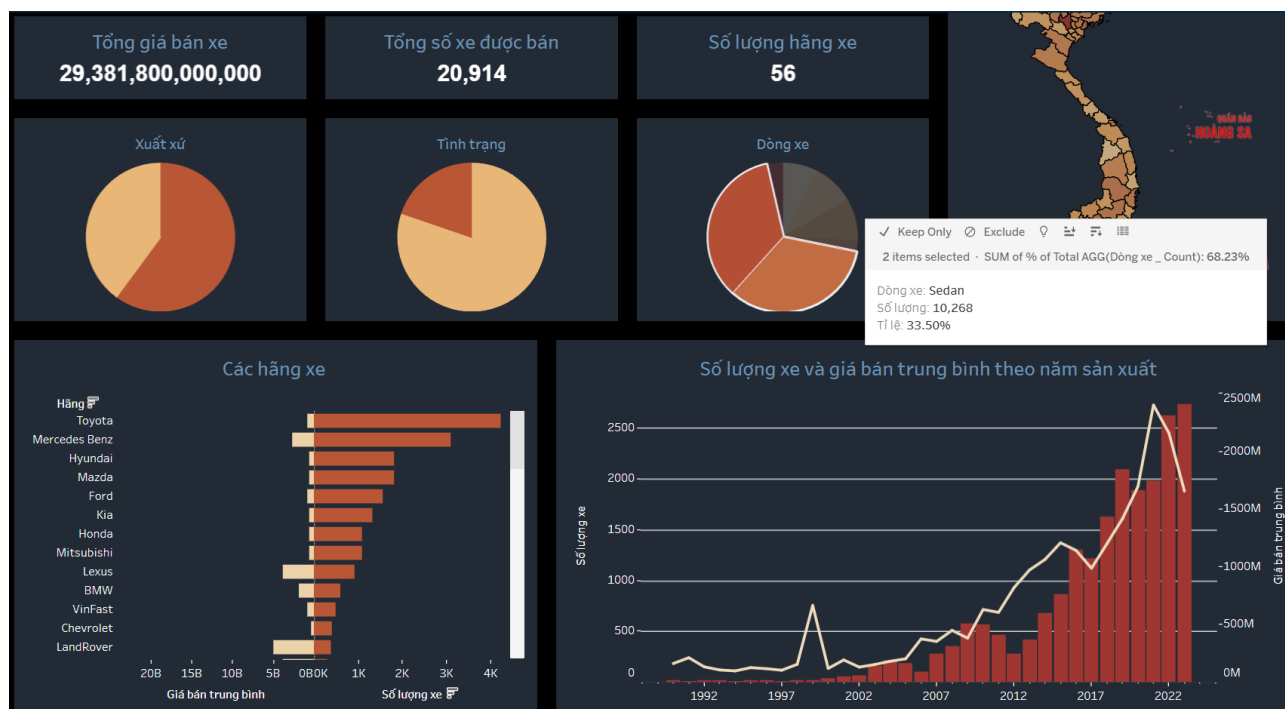 Tổng giá bán xe
29,381,800,000,000
Tổng số xe được bán
20,914
Số lượng hãng xe
56
QUẦN ĐẢO
HOÀNG SA
Xuất xứ
Tình trạng
Dòng xe
Keep Only
Exclude
2 items selected · SUM of % of Total AGG(Dòng xe _ Count): 68.23%
Dòng xe: Sedan
Số lượng: 10,268
Tỉ lệ: 33.50%
Các hãng xe
Hãng
Toyota
Mercedes Benz
Hyundai
Mazda
Ford
Kia
Honda
Mitsubishi
Lexus
BMW
VinFast
Chevrolet
LandRover
20B 15B 10B 5B 0B 0K 1K 2K 3K 4K
Giá bán trung bình
Số lượng xe
Số lượng xe và giá bán trung bình theo năm sản xuất
Số lượng xe
2500
2000
1500
1000
500
0
2500M
2000M
1500M
1000M
500M
0M
Giá bán trung bình
1992 1997 2002 2007 2012 2017 2022